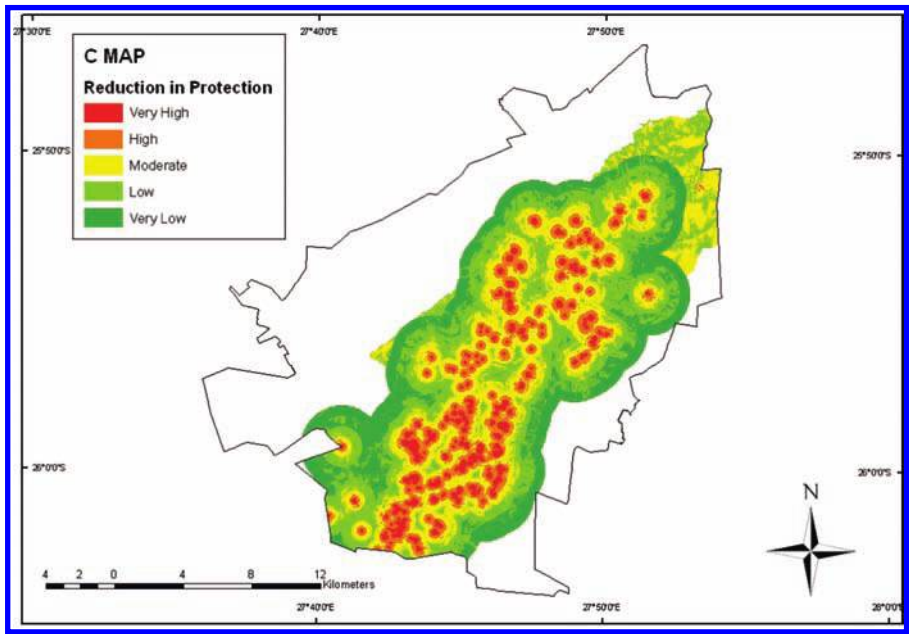 27°30'0"E 27°40'0"E 27°50'0"E
C MAP
Reduction in Protection
Very High
High
Moderate
Low
Very Low
25°50'0"S 25°50'0"S
26°0'0"S 26°0'0"S
N
4 2 0 4 8 12
Kilometers
27°40'0"E 27°50'0"E 28°0'0"